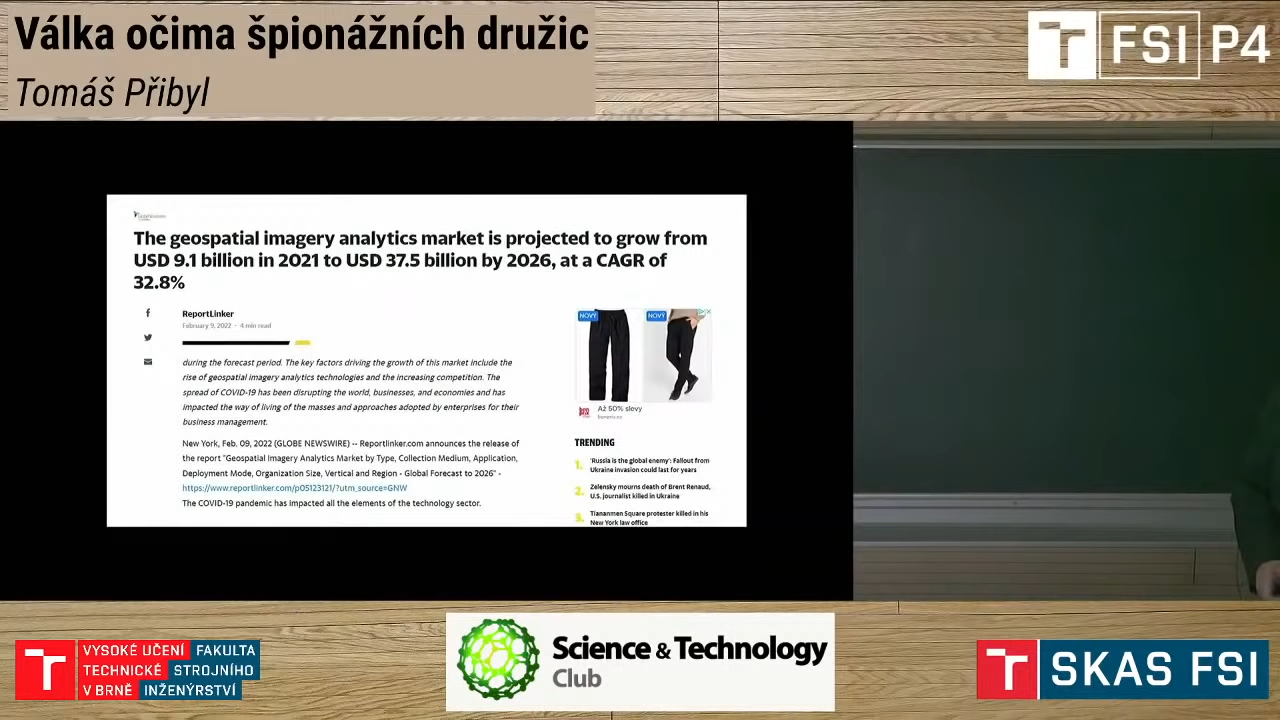 Válka očima špionážních družic
Tomáš Přibyl
FSI P4
The geospatial imagery analytics market is projected to grow from
USD 9.1 billion in 2021 to USD 37.5 billion by 2026, at a CAGR of
32.8%
ReportLinker
February 9, 2022 · 4 min read
during the forecast period. The key factors driving the growth of this market include the
rise of geospatial imagery analytics technologies and the increasing competition. The
spread of COVID-19 has been disrupting the world, businesses, and economies and has
impacted the way of living of the masses and approaches adopted by enterprises for their
business management.
New York, Feb. 09, 2022 (GLOBE NEWSWIRE) -- Reportlinker.com announces the release of
the report "Geospatial Imagery Analytics Market by Type, Collection Medium, Application,
Deployment Mode, Organization Size, Vertical and Region - Global Forecast to 2026" -
https://www.reportlinker.com/p05123121/?utm_source=GNW
The COVID-19 pandemic has impacted all the elements of the technology sector.
NOVÝ
NOVÝ
Až 50% slevy
TRENDING
1. 'Russia is the global enemy': Fallout from
Ukraine invasion could last for years
2. Zelensky mourns death of Brent Renaud,
U.S. journalist killed in Ukraine
3. Tiananmen Square protester killed in his
New York law office
VYSOKÉ UČENÍ FAKULTA
TECHNICKÉ STROJNÍHO
V BRNĚ INŽENÝRSTVÍ
Science & Technology
Club
SKAS FSI